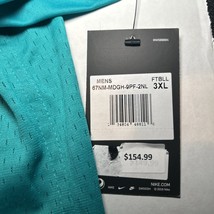 MENS
FTBLL
67NM-MDGH-9PF-2NL
3XL
$154.99
NIKE.COM